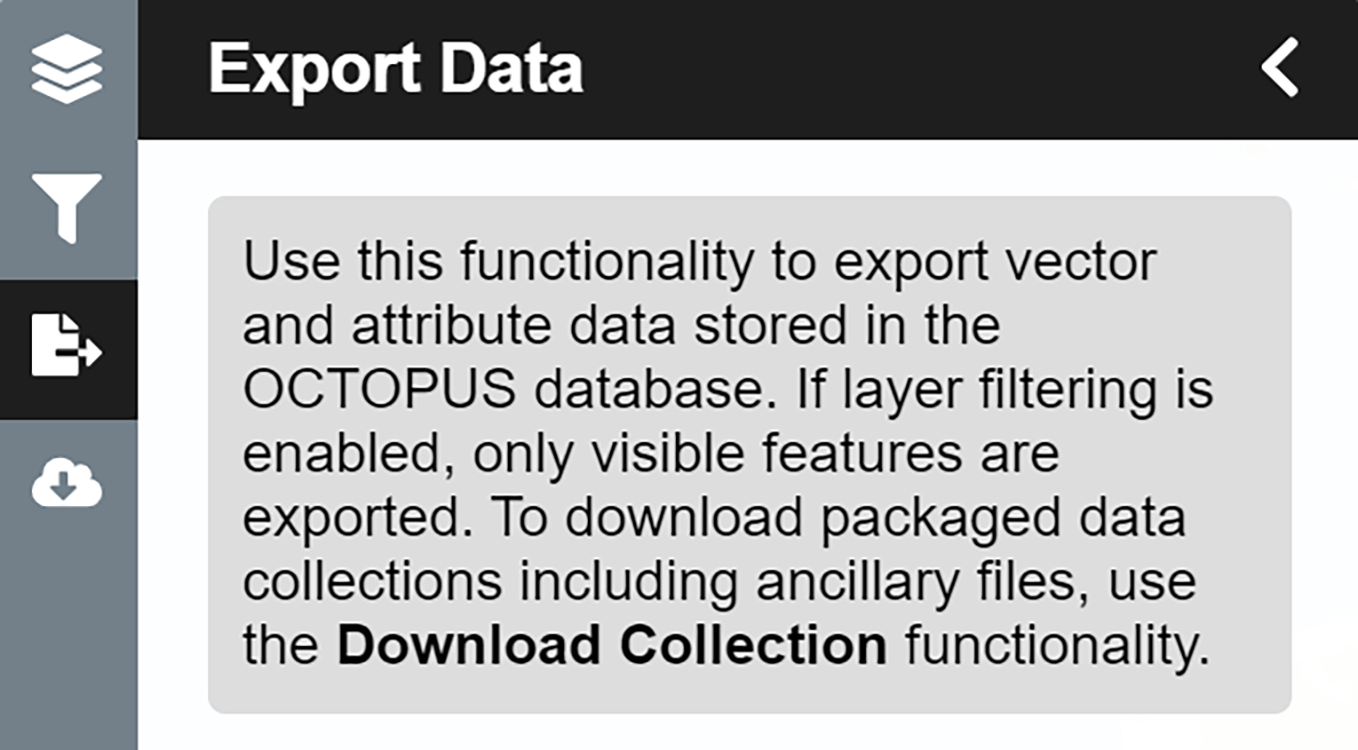 Export Data
Use this functionality to export vector
and attribute data stored in the
OCTOPUS database. If layer filtering is
enabled, only visible features are
exported. To download packaged data
collections including ancillary files, use
the Download Collection functionality.